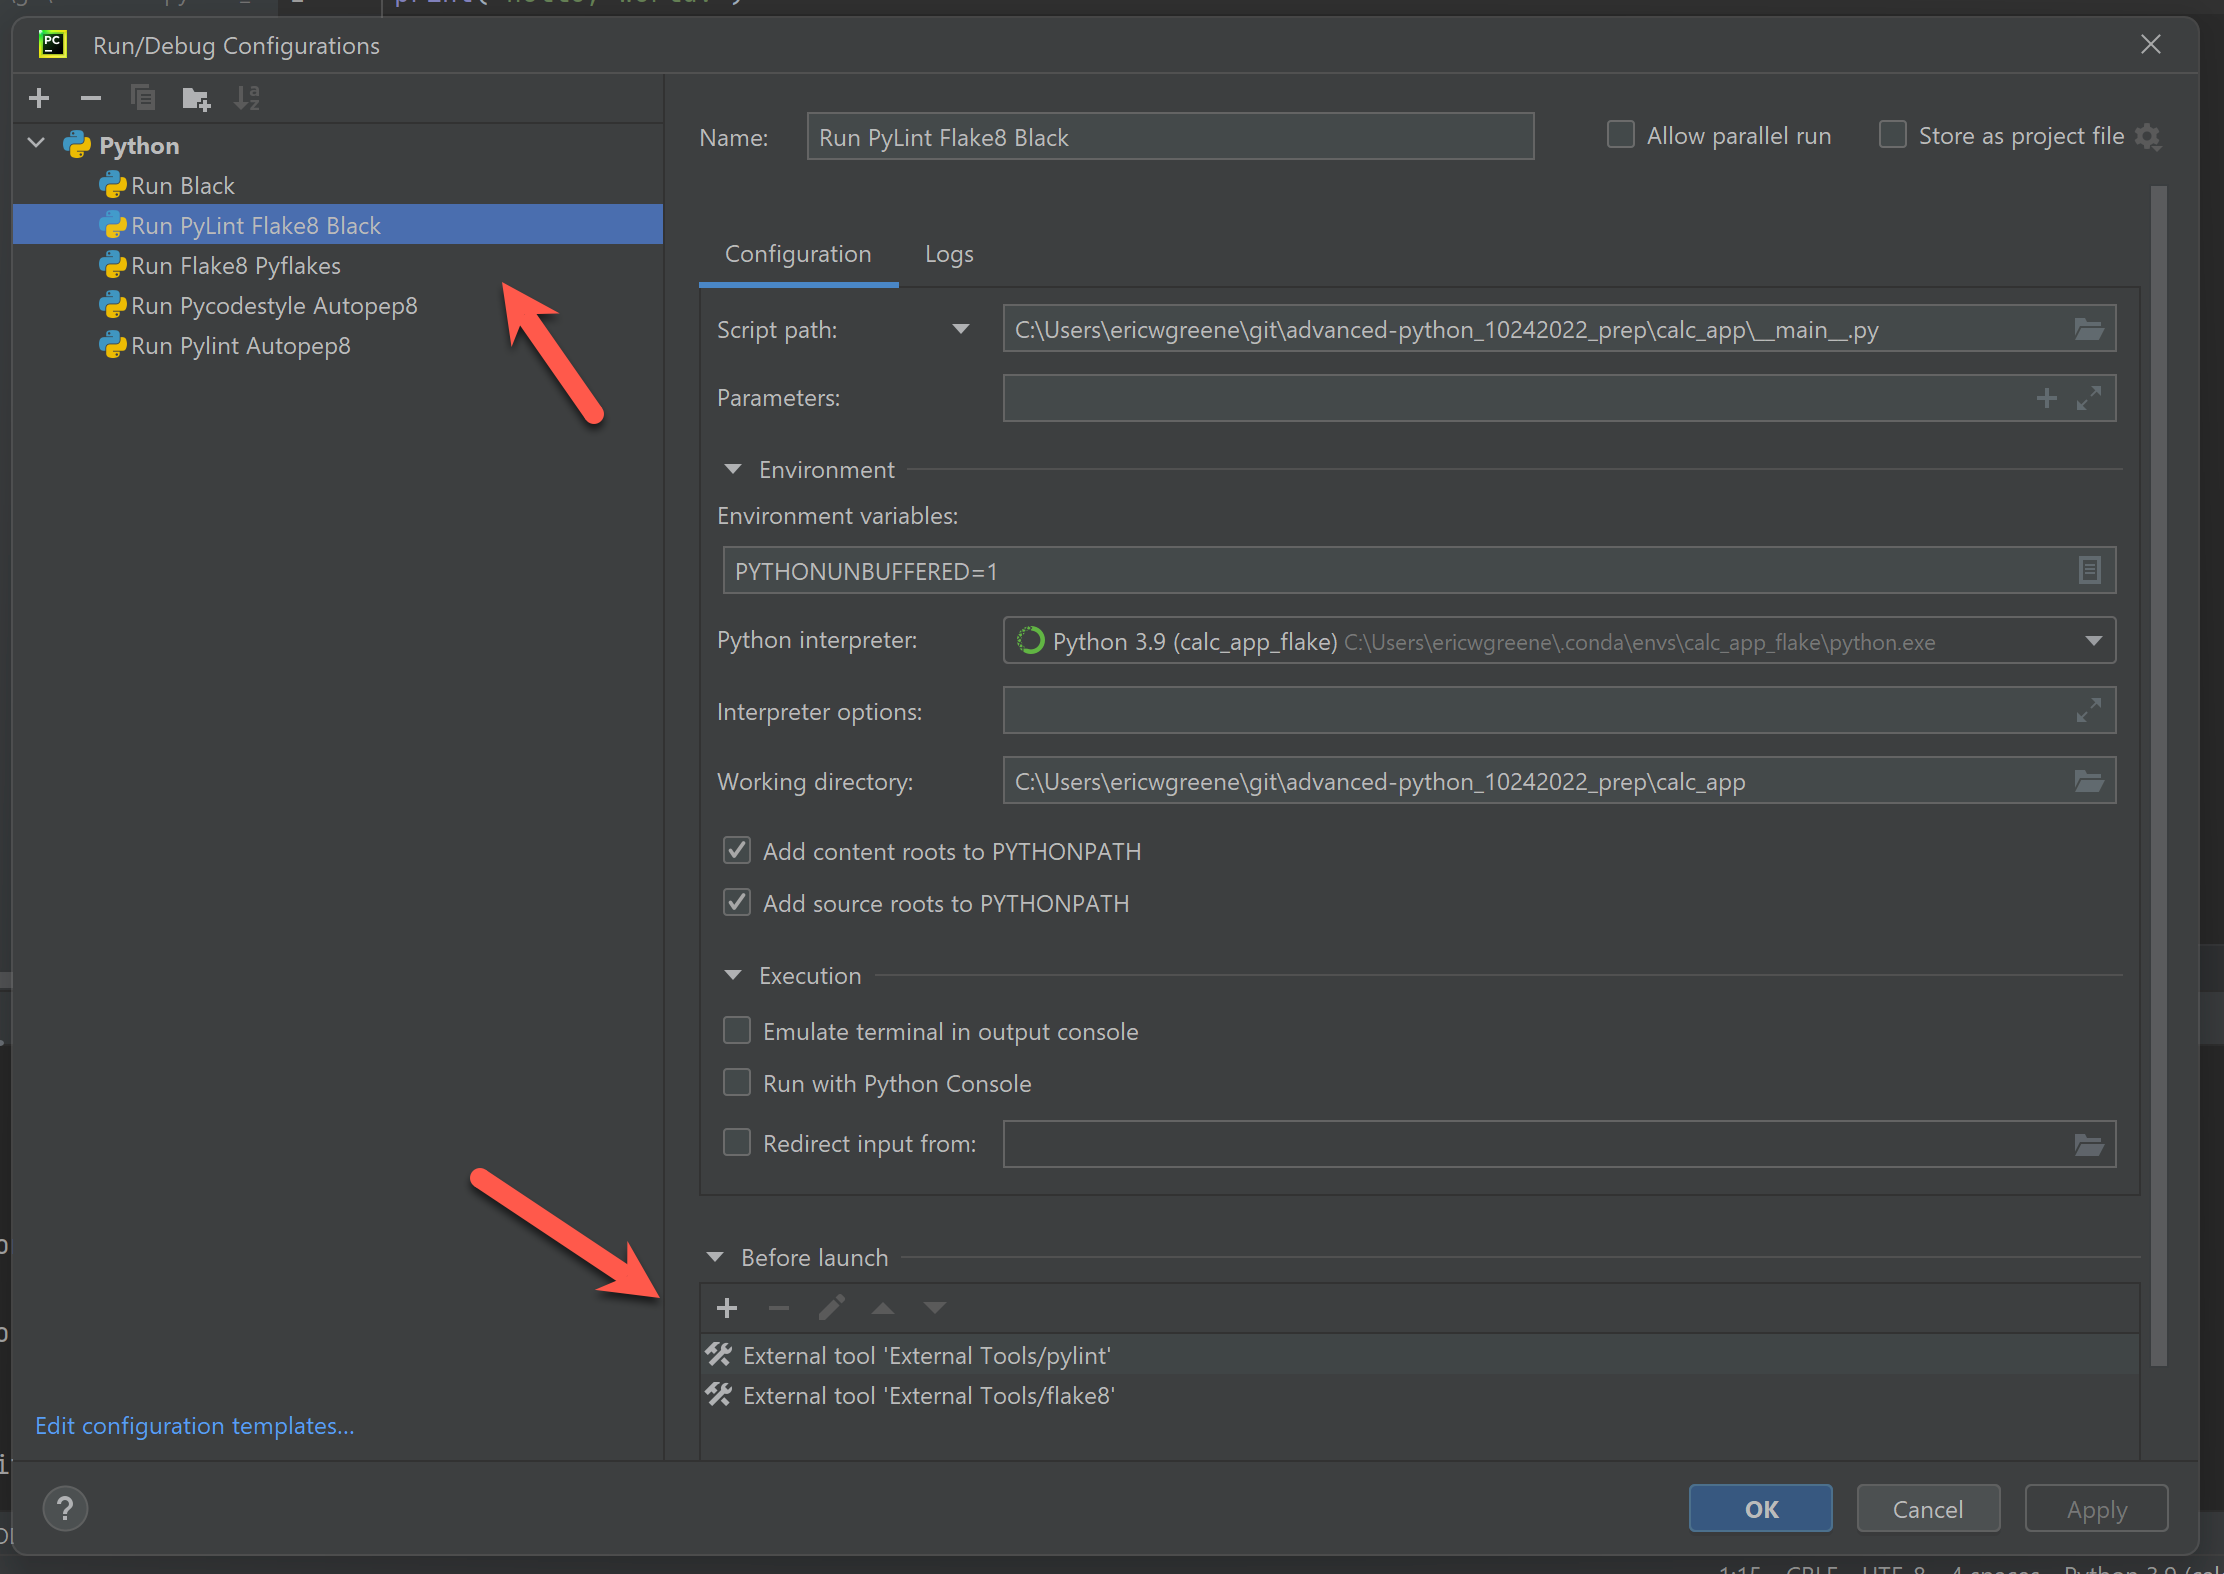 Run/Debug Configurations
Python
Run Black
Run PyLint Flake8 Black
Run Flake8 Pyflakes
Run Pycodestyle Autopep8
Run Pylint Autopep8
Edit configuration templates...
Name: Run PyLint Flake8 Black
Allow parallel run
Store as project file
Configuration Logs
Script path: C:\Users\ericwgreene\git\advanced-python_10242022_prep\calc_app\__main__.py
Parameters:
Environment
Environment variables:
PYTHONUNBUFFERED=1
Python interpreter: Python 3.9 (calc_app_flake) C:\Users\ericwgreene\.conda\envs\calc_app_flake\python.exe
Interpreter options:
Working directory: C:\Users\ericwgreene\git\advanced-python_10242022_prep\calc_app
Add content roots to PYTHONPATH
Add source roots to PYTHONPATH
Execution
Emulate terminal in output console
Run with Python Console
Redirect input from:
Before launch
External tool 'External Tools/pylint'
External tool 'External Tools/flake8'
? OK Cancel Apply